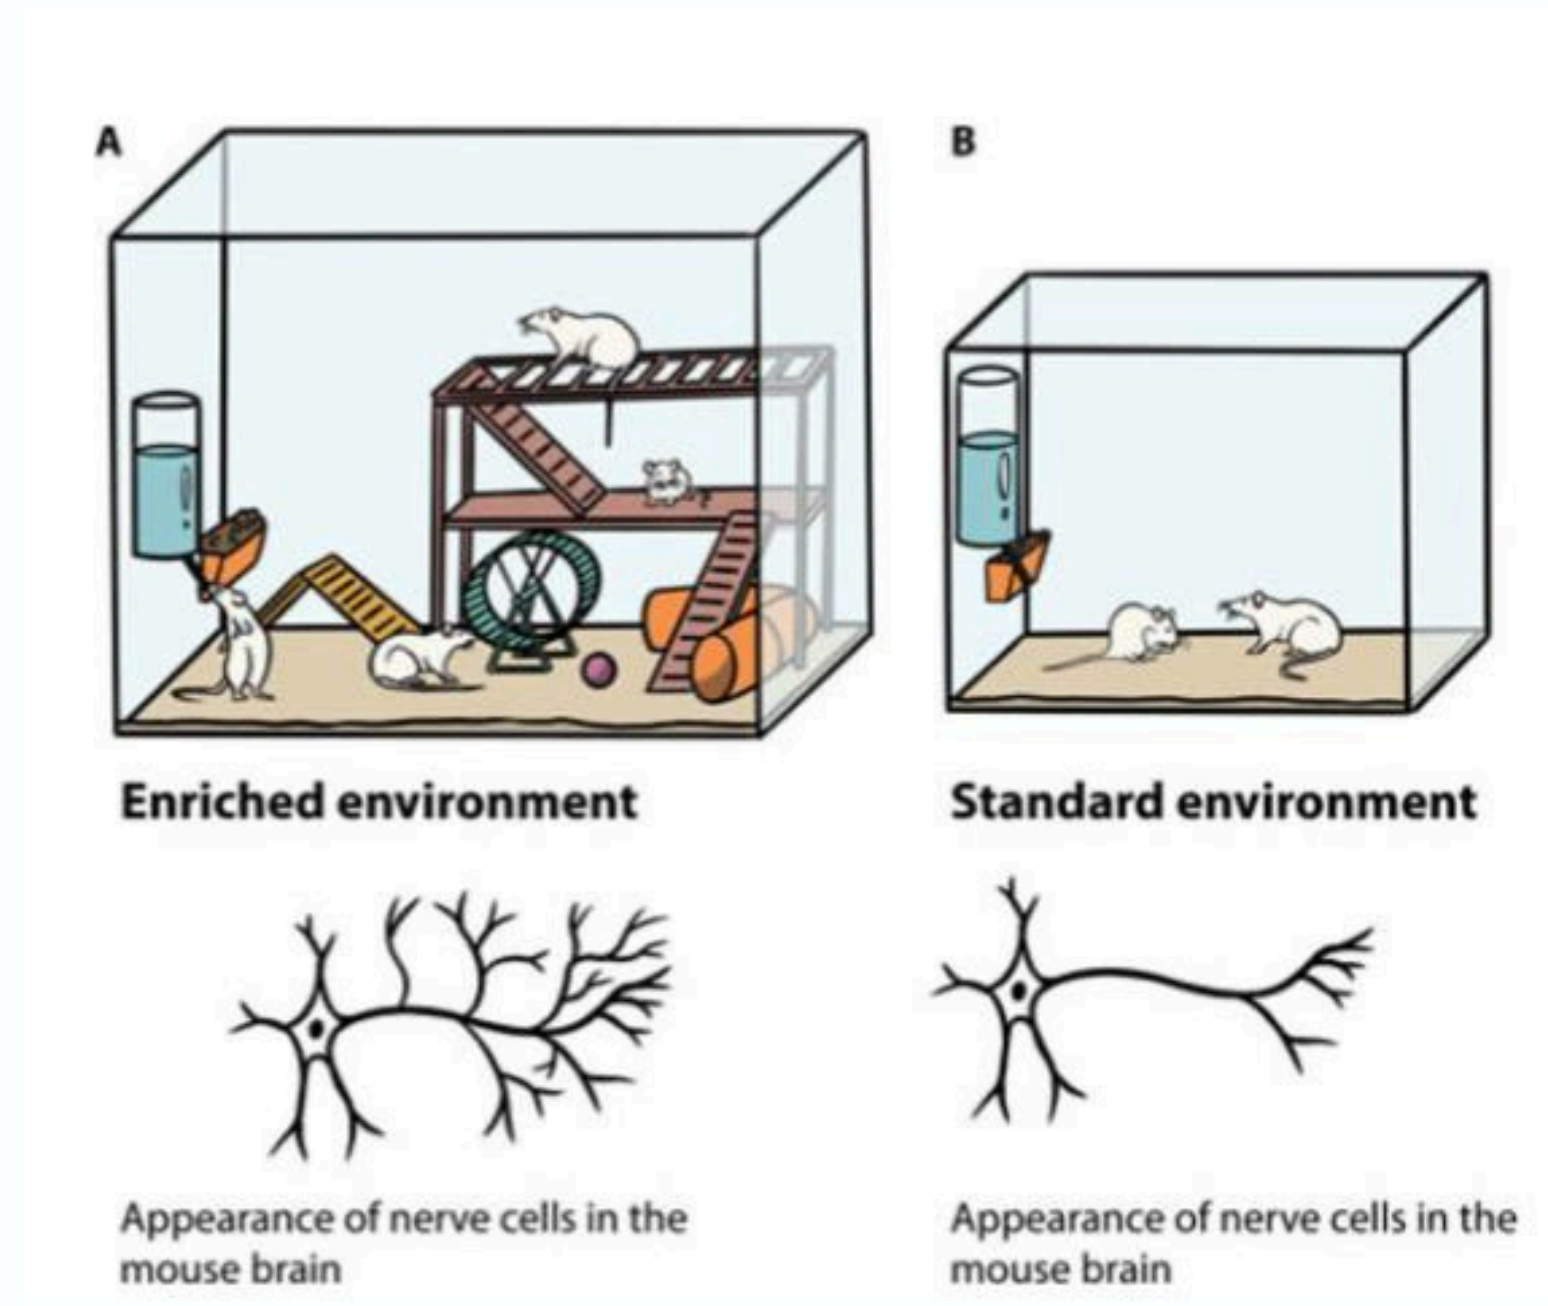 A
B
Enriched environment
Standard environment
Appearance of nerve cells in the
mouse brain
Appearance of nerve cells in the
mouse brain